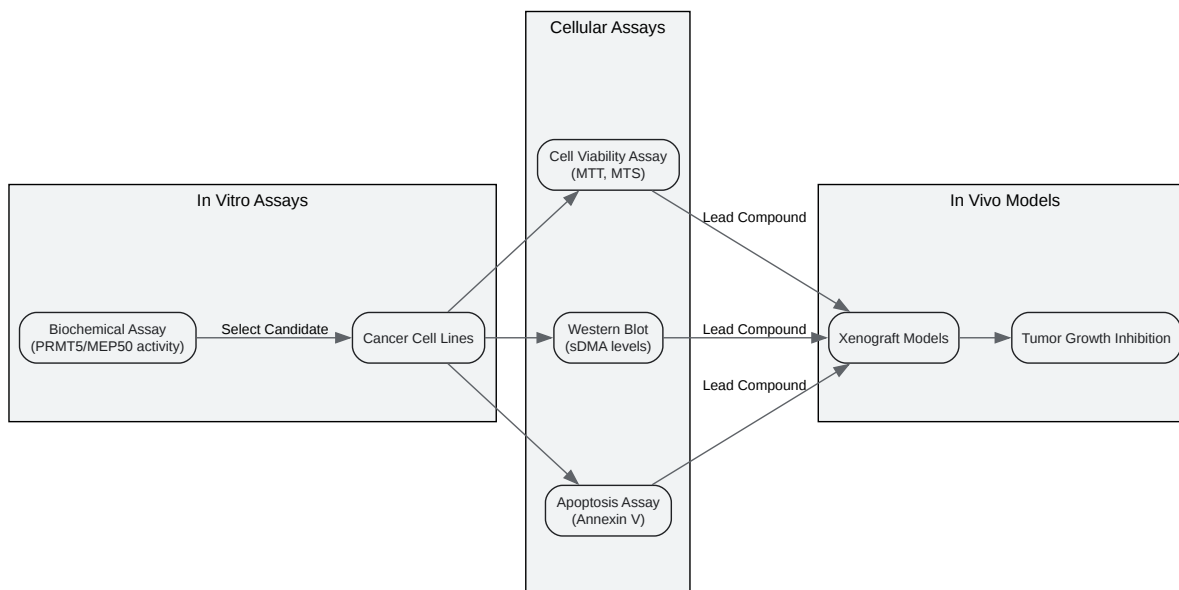 In Vitro Assays
Biochemical Assay
(PRMT5/MEP50 activity)
Select Candidate
Cancer Cell Lines
Cellular Assays
Cell Viability Assay
(MTT, MTS)
Western Blot
(sDMA levels)
Apoptosis Assay
(Annexin V)
Lead Compound
Lead Compound
Lead Compound
In Vivo Models
Xenograft Models
Tumor Growth Inhibition